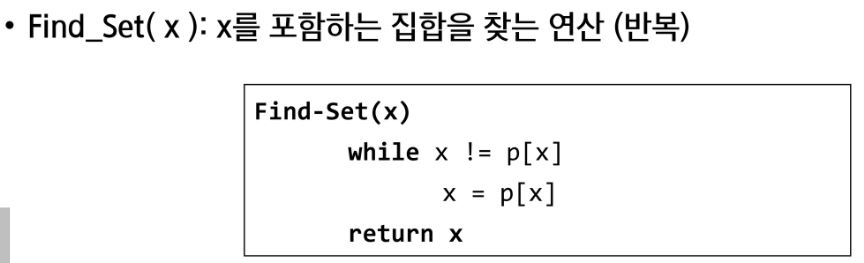 • Find_Set( x ): x를 포함하는 집합을 찾는 연산 (반복)
Find-Set(x)
while x != p[x]
x = p[x]
return x